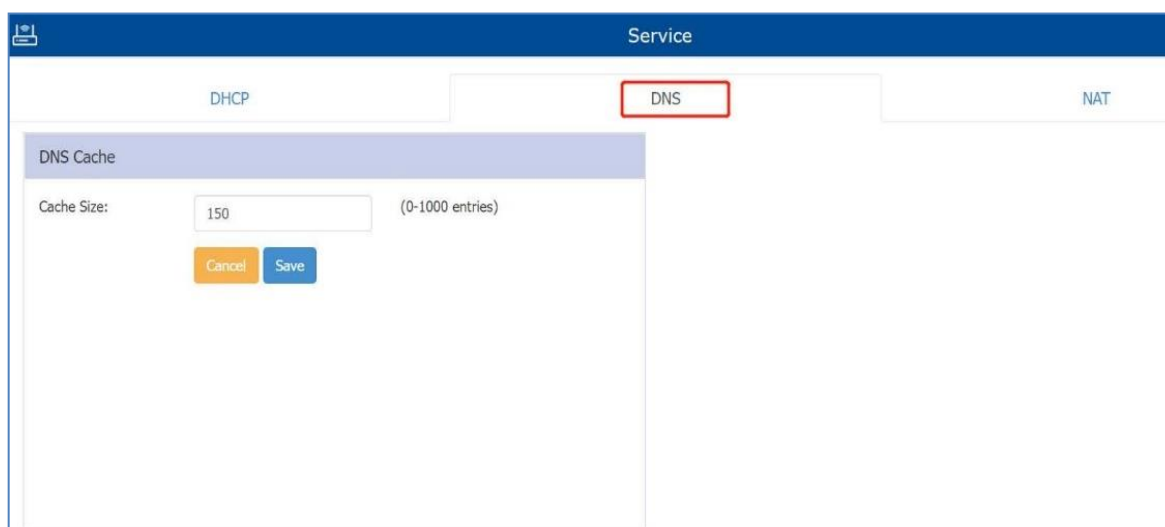 Service
DHCP DNS NAT
DNS Cache
Cache Size: 150 (0-1000 entries)
Cancel Save